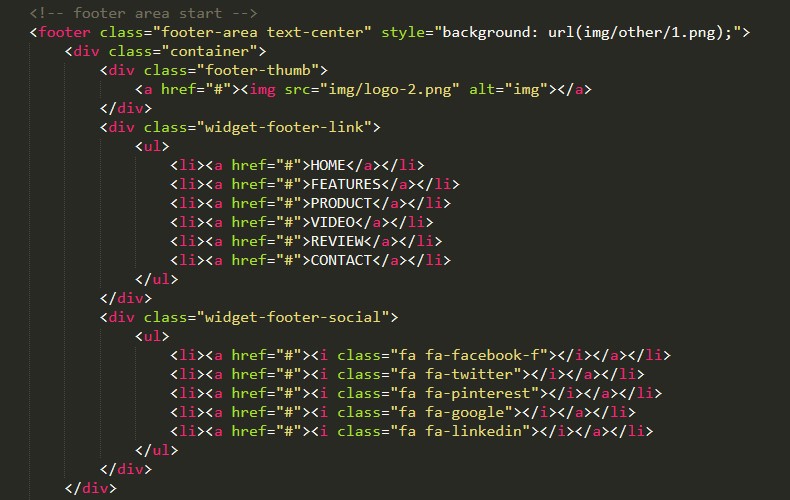 <!-- footer area start -->
<footer class="footer-area text-center" style="background: url(img/other/1.png);">
    <div class="container">
        <div class="footer-thumb">
            <a href="#"><img src="img/logo-2.png" alt="img"></a>
        </div>
        <div class="widget-footer-link">
            <ul>
                <li><a href="#">HOME</a></li>
                <li><a href="#">FEATURES</a></li>
                <li><a href="#">PRODUCT</a></li>
                <li><a href="#">VIDEO</a></li>
                <li><a href="#">REVIEW</a></li>
                <li><a href="#">CONTACT</a></li>
            </ul>
        </div>
        <div class="widget-footer-social">
            <ul>
                <li><a href="#"><i class="fa fa-facebook-f"></i></a></li>
                <li><a href="#"><i class="fa fa-twitter"></i></a></li>
                <li><a href="#"><i class="fa fa-pinterest"></i></a></li>
                <li><a href="#"><i class="fa fa-google"></i></a></li>
                <li><a href="#"><i class="fa fa-linkedin"></i></a></li>
            </ul>
        </div>
    </div>